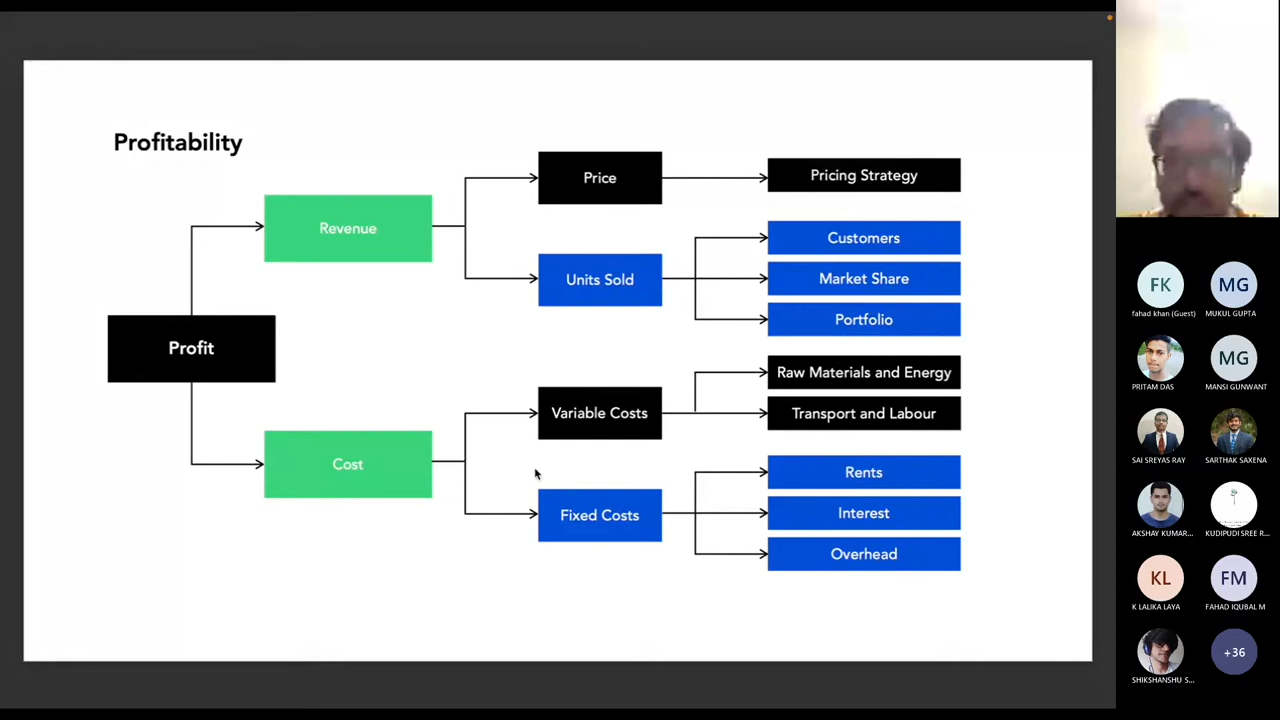 Profitability
Price
Pricing Strategy
Revenue
Customers
Units Sold
Market Share
Portfolio
Profit
Raw Materials and Energy
Variable Costs
Transport and Labour
Cost
Rents
Fixed Costs
Interest
Overhead
FK
MG
fahad khan (Guest)
MUKUL GUPTA
MG
PRITAM DAS
MANSI GUNWANT
SAI SREYAS RAY
SARTHAK SAXENA
AKSHAY KUMAR...
KUDIPUDI SREE R...
KL
FM
K LALIKA LAYA
FAHAD IQUBAL M
+36
SHIKSHANSHU S...